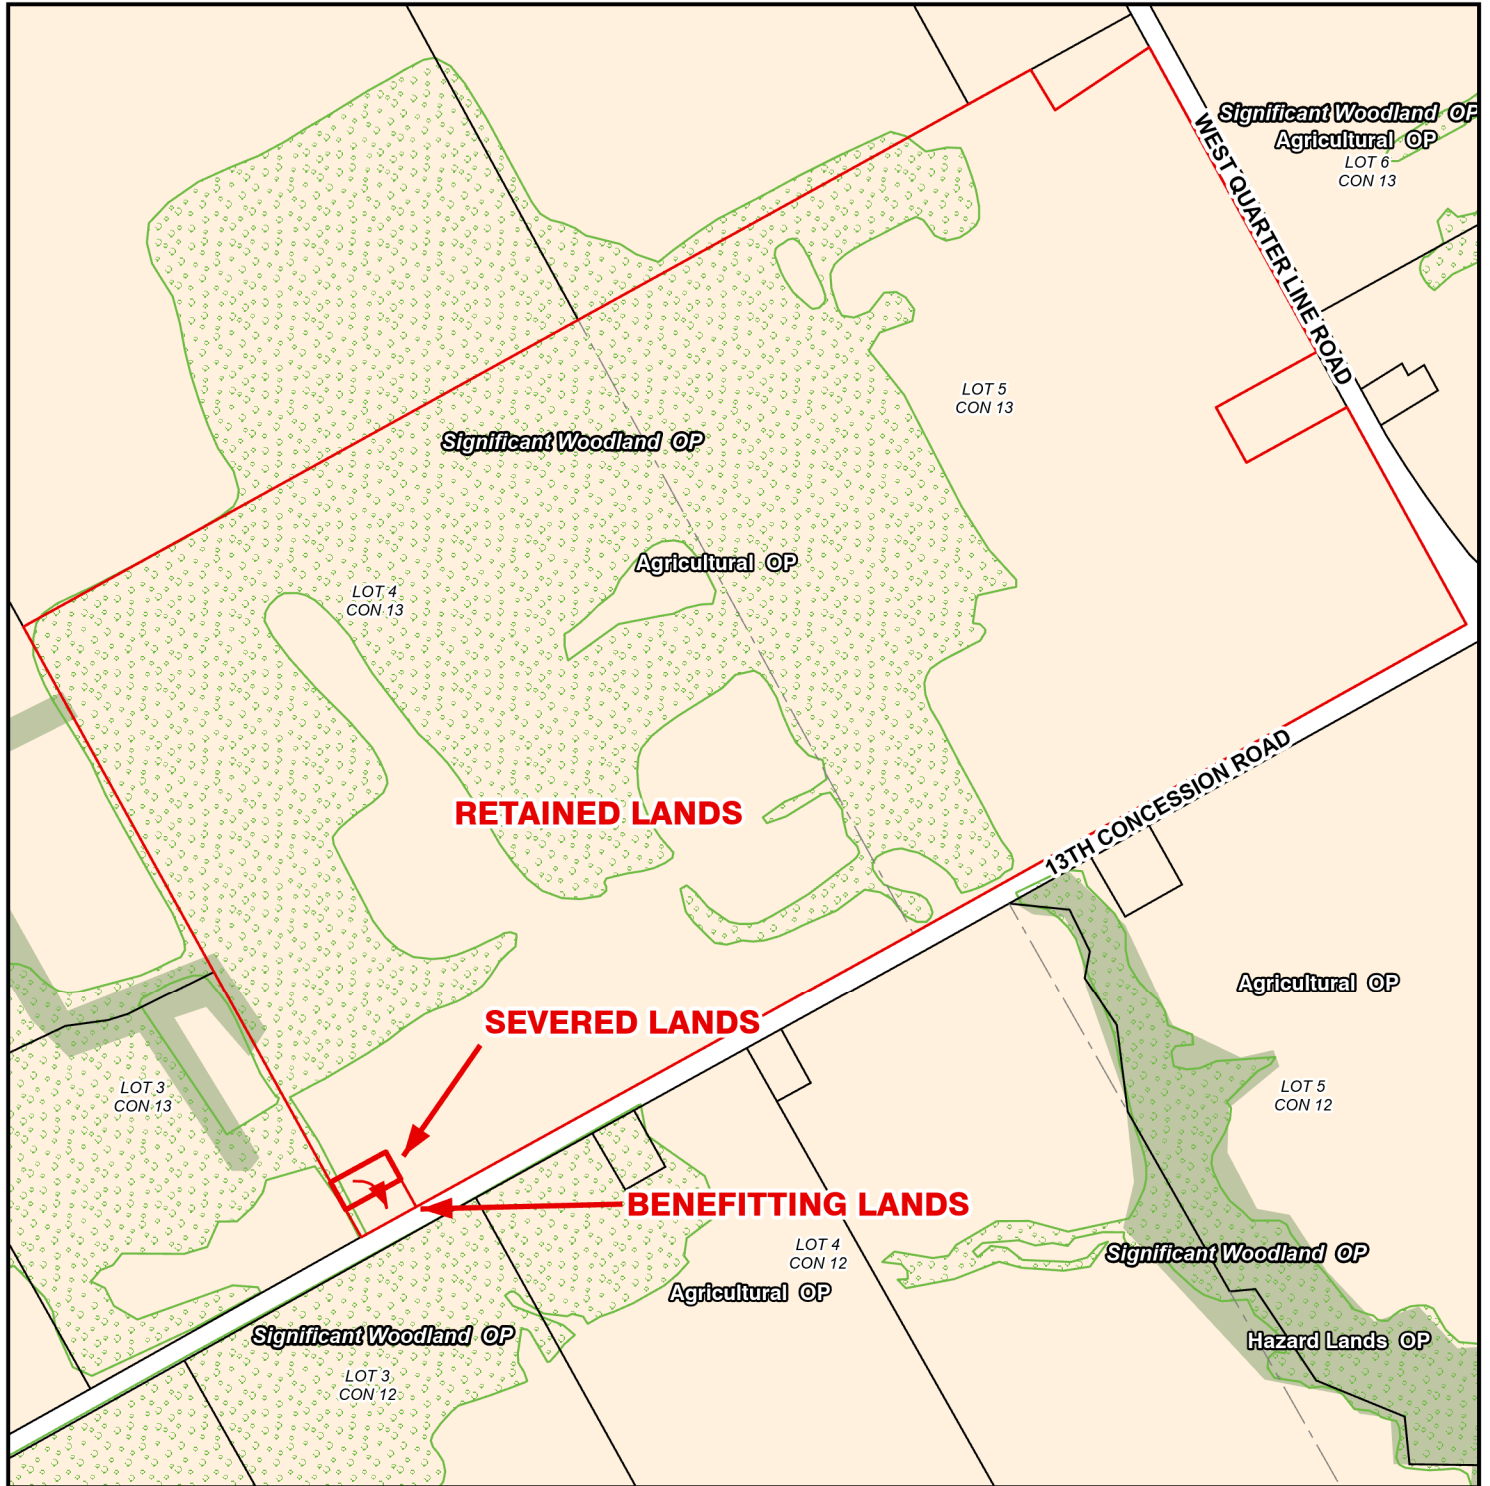 Significant Woodland OP
Agricultural OP
LOT 6
CON 13
WEST QUARTER LINE ROAD
LOT 5
CON 13
Significant Woodland OP
Agricultural OP
LOT 4
CON 13
RETAINED LANDS
13TH CONCESSION ROAD
Agricultural OP
SEVERED LANDS
LOT 3
CON 13
LOT 5
CON 12
BENEFITTING LANDS
LOT 4
CON 12
Significant Woodland OP
Agricultural OP
Significant Woodland OP
Hazard Lands OP
LOT 3
CON 12